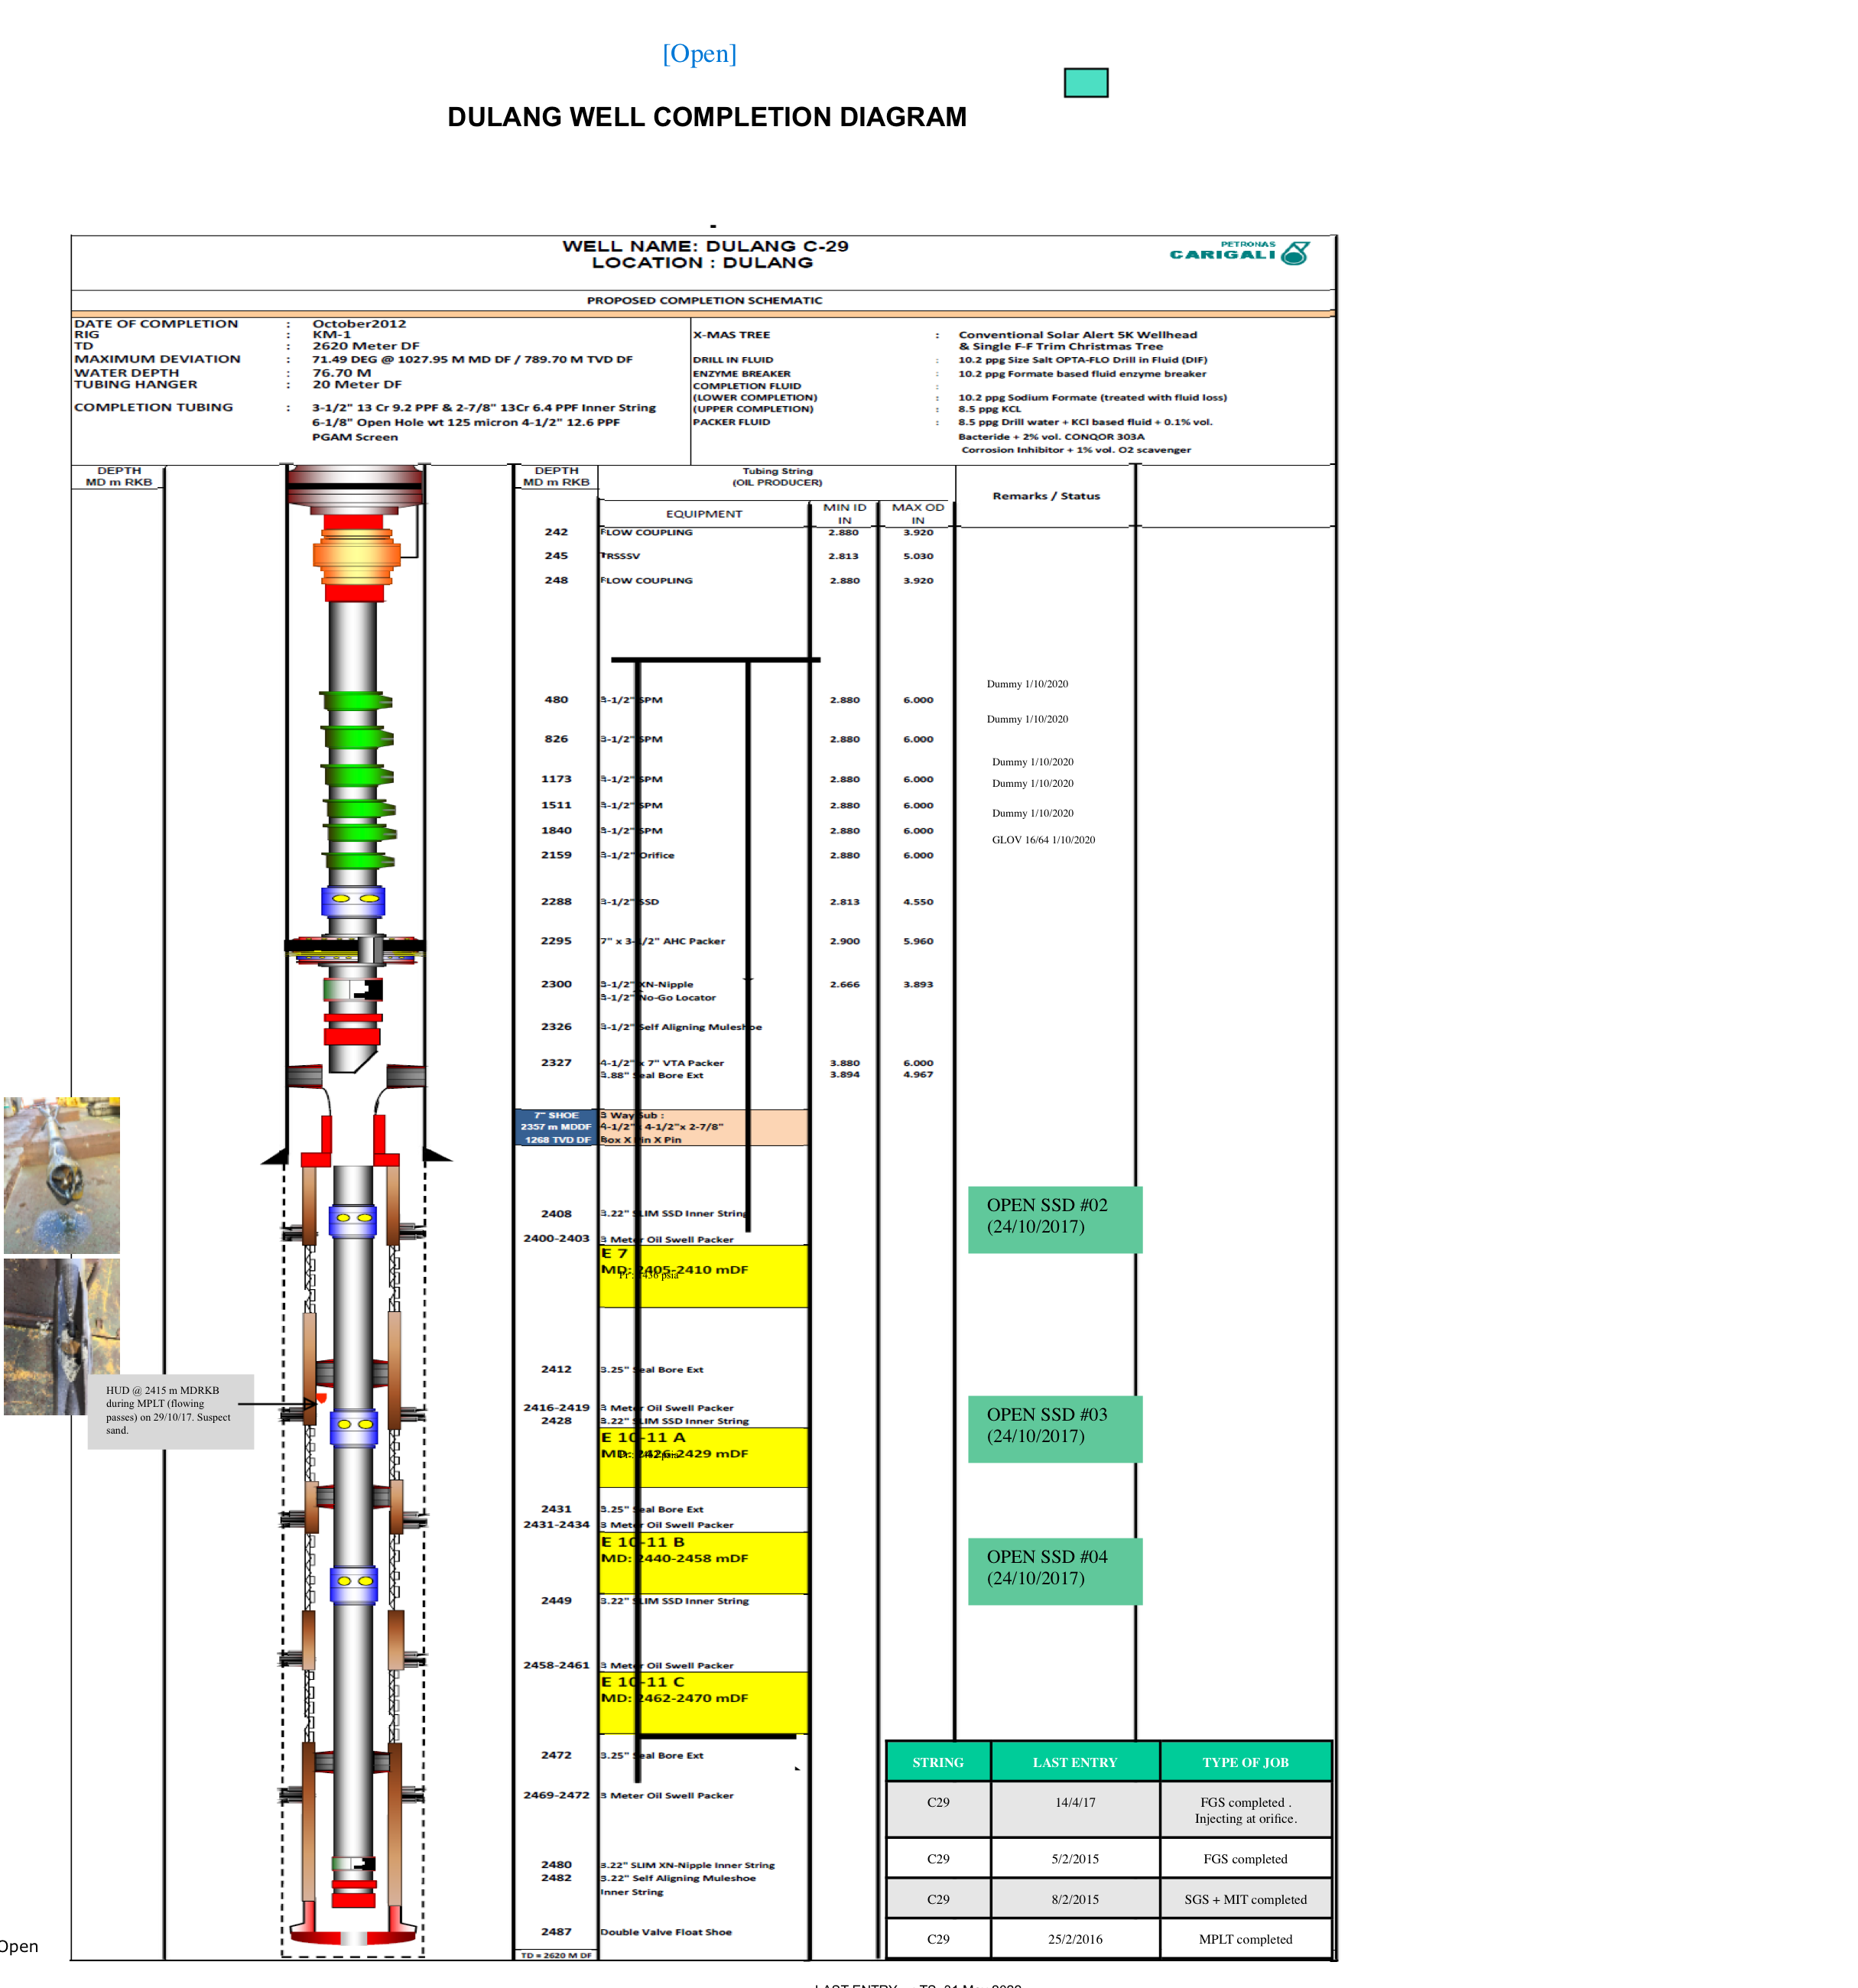 [Open]
DULANG WELL COMPLETION DIAGRAM
-
WELL NAME: DULANG C-29
LOCATION : DULANG
PETRONAS
CARIGALI
PROPOSED COMPLETION SCHEMATIC
DATE OF COMPLETION : October2012
RIG : KM-1
TD : 2620 Meter DF
MAXIMUM DEVIATION : 71.49 DEG @ 1027.95 M MD DF / 789.70 M TVD DF
WATER DEPTH : 76.70 M
TUBING HANGER : 20 Meter DF
COMPLETION TUBING : 3-1/2" 13 Cr 9.2 PPF & 2-7/8" 13Cr 6.4 PPF Inner String
6-1/8" Open Hole wt 125 micron 4-1/2" 12.6 PPF
PGAM Screen
X-MAS TREE : Conventional Solar Alert 5K Wellhead
& Single F-F Trim Christmas Tree
DRILL IN FLUID : 10.2 ppg Size Salt OPTA-FLO Drill in Fluid (DIF)
ENZYME BREAKER : 10.2 ppg Formate based fluid enzyme breaker
COMPLETION FLUID :
(LOWER COMPLETION) : 10.2 ppg Sodium Formate (treated with fluid loss)
(UPPER COMPLETION) : 8.5 ppg KCL
PACKER FLUID : 8.5 ppg Drill water + KCl based fluid + 0.1% vol.
Bacteride + 2% vol. CONQOR 303A
Corrosion Inhibitor + 1% vol. O2 scavenger
DEPTH
MD m RKB
DEPTH
MD m RKB
Tubing String
(OIL PRODUCER)
EQUIPMENT
MIN ID
IN
MAX OD
IN
Remarks / Status
242 FLOW COUPLING 2.880 3.920
245 TRSSSV 2.813 5.030
248 FLOW COUPLING 2.880 3.920
Dummy 1/10/2020
480 3-1/2" SPM 2.880 6.000
Dummy 1/10/2020
826 3-1/2" SPM 2.880 6.000
Dummy 1/10/2020
1173 3-1/2" SPM 2.880 6.000
Dummy 1/10/2020
1511 3-1/2" SPM 2.880 6.000
Dummy 1/10/2020
1840 3-1/2" SPM 2.880 6.000
GLOV 16/64 1/10/2020
2159 3-1/2" Orifice 2.880 6.000
2288 3-1/2" SSD 2.813 4.550
2295 7" x 3-1/2" AHC Packer 2.900 5.960
2300 3-1/2" XN-Nipple 2.666 3.893
3-1/2" No-Go Locator
2326 3-1/2" Self Aligning Muleshoe
2327 4-1/2" x 7" VTA Packer 3.880 6.000
3.88" Seal Bore Ext 3.894 4.967
7" SHOE 3 Way Sub :
2357 m MDDF 4-1/2" x 4-1/2"x 2-7/8"
1268 TVD DF Box X Pin X Pin
2408 3.22" SLIM SSD Inner String
OPEN SSD #02
(24/10/2017)
2400-2403 3 Meter Oil Swell Packer
E 7
MD: 2405-2410 mDF
psia
2412 3.25" Seal Bore Ext
HUD @ 2415 m MDRKB
during MPLT (flowing
passes) on 29/10/17. Suspect
sand.
2416-2419 3 Meter Oil Swell Packer
2428 3.22" SLIM SSD Inner String
OPEN SSD #03
(24/10/2017)
E 10-11 A
MD: 2426-2429 mDF
2431 3.25" Seal Bore Ext
2431-2434 3 Meter Oil Swell Packer
E 10-11 B
MD: 2440-2458 mDF
OPEN SSD #04
(24/10/2017)
2449 3.22" SLIM SSD Inner String
2458-2461 3 Meter Oil Swell Packer
E 10-11 C
MD: 2462-2470 mDF
2472 3.25" Seal Bore Ext
2469-2472 3 Meter Oil Swell Packer
2480 3.22" SLIM XN-Nipple Inner String
2482 3.22" Self Aligning Muleshoe
Inner String
2487 Double Valve Float Shoe
TD = 2620 M DF
STRING LAST ENTRY TYPE OF JOB
C29 14/4/17 FGS completed .
Injecting at orifice.
C29 5/2/2015 FGS completed
C29 8/2/2015 SGS + MIT completed
C29 25/2/2016 MPLT completed
Open
LAST ENTRY